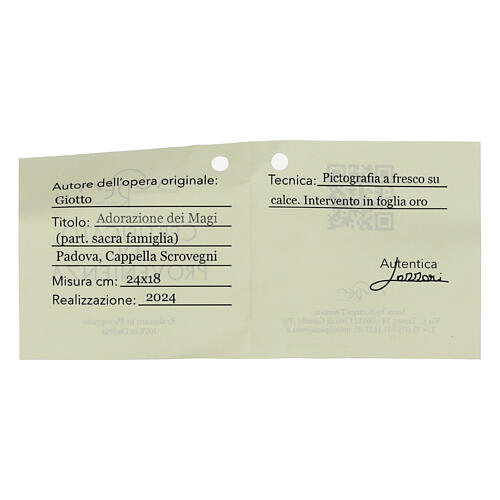 Autore dell'opera originale:
Giotto
Titolo: Adorazione dei Magi
(part. sacra famiglia)
Padova, Cappella Scrovegni
Misura cm: 24x18
Realizzazione: 2024
Tecnica: Pictografia a fresco su
calce. Intervento in foglia oro
Autentica